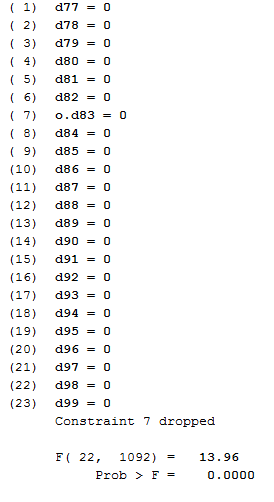 ( 1)  d77 = 0
( 2)  d78 = 0
( 3)  d79 = 0
( 4)  d80 = 0
( 5)  d81 = 0
( 6)  d82 = 0
( 7)  o.d83 = 0
( 8)  d84 = 0
( 9)  d85 = 0
(10)  d86 = 0
(11)  d87 = 0
(12)  d88 = 0
(13)  d89 = 0
(14)  d90 = 0
(15)  d91 = 0
(16)  d92 = 0
(17)  d93 = 0
(18)  d94 = 0
(19)  d95 = 0
(20)  d96 = 0
(21)  d97 = 0
(22)  d98 = 0
(23)  d99 = 0
Constraint 7 dropped
F( 22,  1092) =   13.96
Prob > F =    0.0000